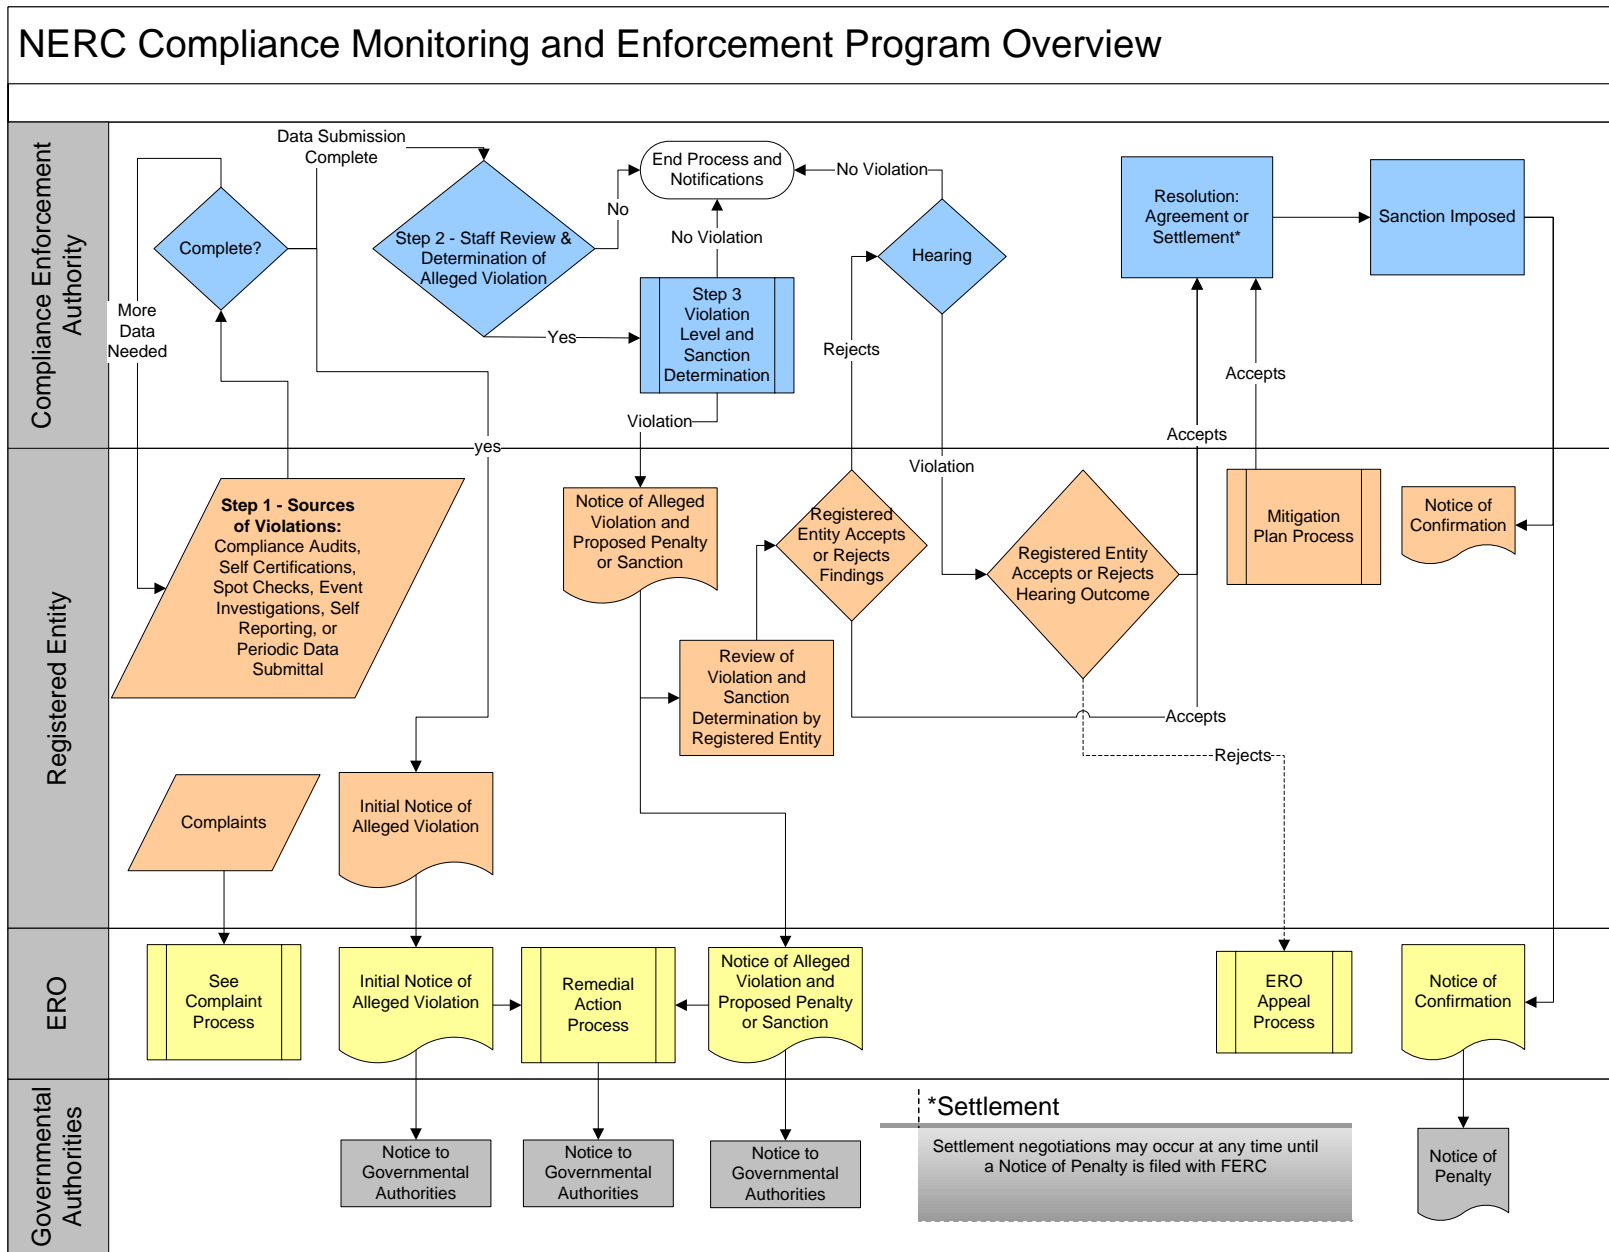 NERC Compliance Monitoring and Enforcement Program Overview
Compliance Enforcement
Authority
Data Submission
Complete
Complete?
More
Data
Needed
Step 2 - Staff Review &
Determination of
Alleged Violation
No
Yes
End Process and
Notifications
No Violation
Step 3
Violation
Level and
Sanction
Determination
Violation
No Violation
Hearing
Rejects
Resolution:
Agreement or
Settlement*
Sanction Imposed
Accepts
Accepts
yes
Registered Entity
Step 1 - Sources
of Violations:
Compliance Audits,
Self Certifications,
Spot Checks, Event
Investigations, Self
Reporting, or
Periodic Data
Submittal
Notice of Alleged
Violation and
Proposed Penalty
or Sanction
Registered
Entity Accepts
or Rejects
Findings
Violation
Registered Entity
Accepts or Rejects
Hearing Outcome
Mitigation
Plan Process
Notice of
Confirmation
Review of
Violation and
Sanction
Determination by
Registered Entity
Accepts
Rejects
Complaints
Initial Notice of
Alleged Violation
ERO
See
Complaint
Process
Initial Notice of
Alleged Violation
Remedial
Action
Process
Notice of Alleged
Violation and
Proposed Penalty
or Sanction
ERO
Appeal
Process
Notice of
Confirmation
Governmental
Authorities
Notice to
Governmental
Authorities
Notice to
Governmental
Authorities
Notice to
Governmental
Authorities
*Settlement
Settlement negotiations may occur at any time until
a Notice of Penalty is filed with FERC
Notice of
Penalty